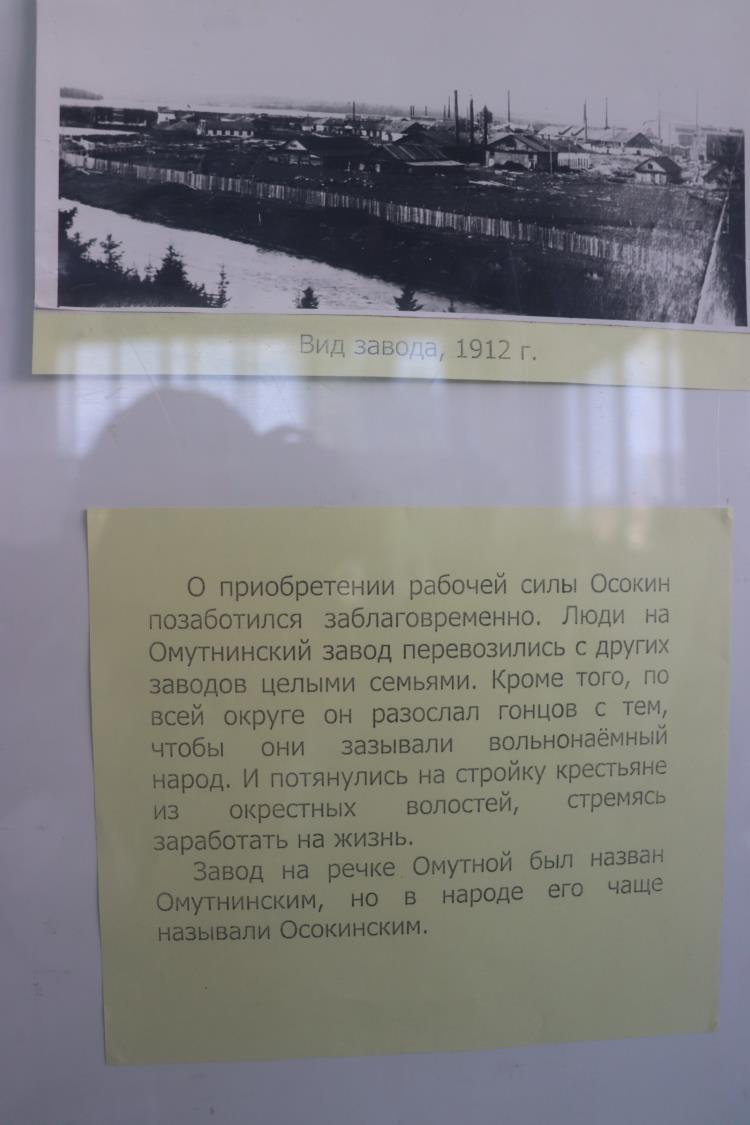 Вид завода, 1912 г.
О приобретении рабочей силы Осокин
позаботился заблаговременно. Люди на
Омутнинский завод перевозились с других
заводов целыми семьями. Кроме того, по
всей округе он разослал гонцов с тем,
чтобы они зазывали вольнонаёмный
народ. И потянулись на стройку крестьяне
из окрестных волостей, стремясь
заработать на жизнь.
Завод на речке Омутной был назван
Омутнинским, но в народе его чаще
называли Осокинским.